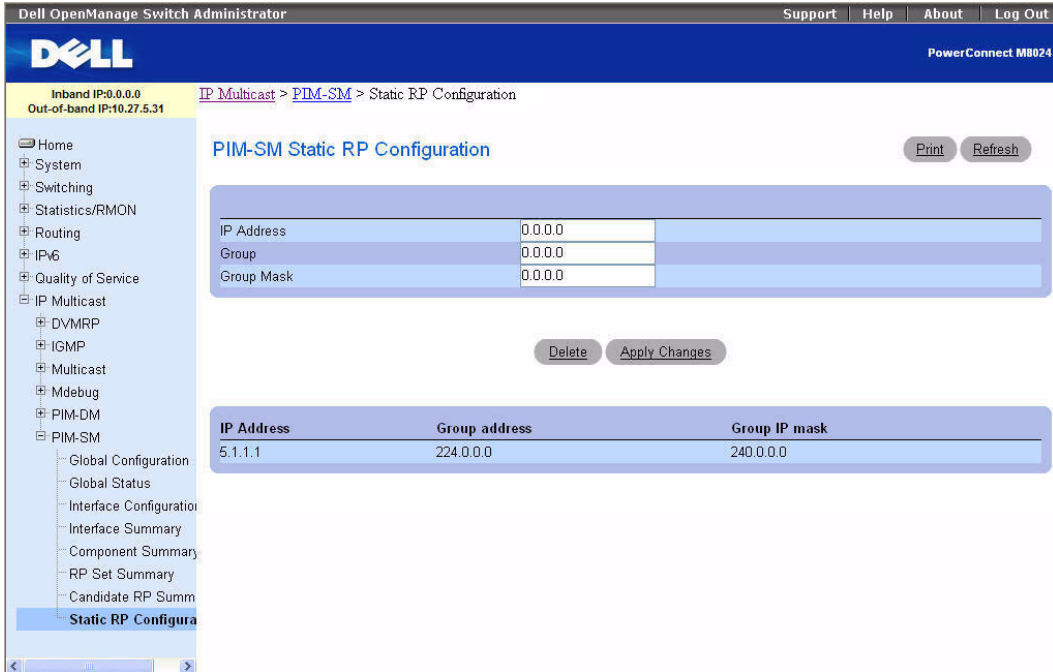 Dell OpenManage Switch Administrator
Support | Help | About | Log Out
DELL
PowerConnect M8024
Inband IP:0.0.0.0
Out-of-band IP:10.27.5.31
IP Multicast > PIM-SM > Static RP Configuration
Home
System
Switching
Statistics/RMON
Routing
IPv6
Quality of Service
IP Multicast
DVMRP
IGMP
Multicast
Mdebug
PIM-DM
PIM-SM
Global Configuration
Global Status
Interface Configuration
Interface Summary
Component Summary
RP Set Summary
Candidate RP Summ
Static RP Configura
PIM-SM Static RP Configuration
Print Refresh
IP Address 0.0.0.0
Group 0.0.0.0
Group Mask 0.0.0.0
Delete Apply Changes
IP Address Group address Group IP mask
5.1.1.1 224.0.0.0 240.0.0.0